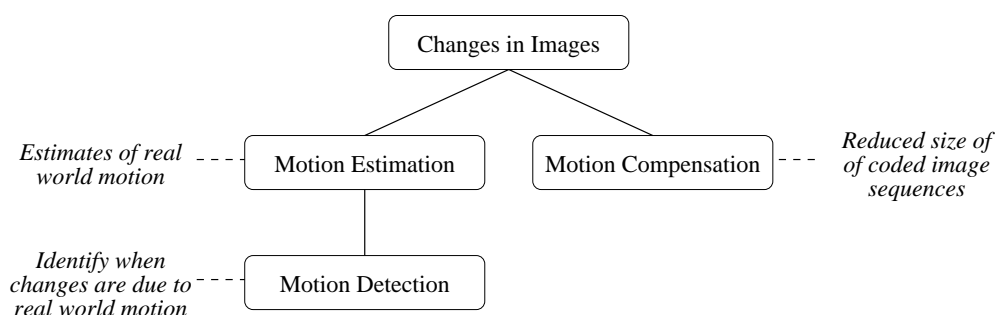 Changes in Images
Estimates of real
world motion
Motion Estimation
Motion Compensation
Reduced size of
of coded image
sequences
Identify when
changes are due to
real world motion
Motion Detection